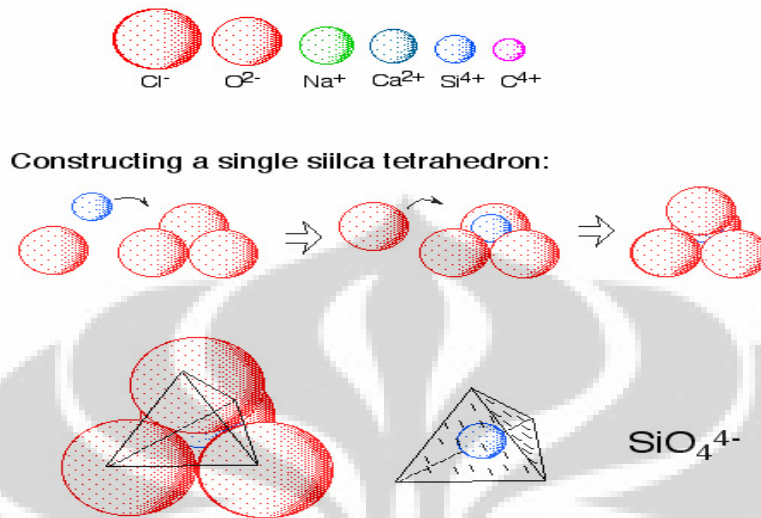 Cl⁻ O²⁻ Na⁺ Ca²⁺ Si⁴⁺ C⁴⁺
Constructing a single siilca tetrahedron:
SiO₄⁴⁻